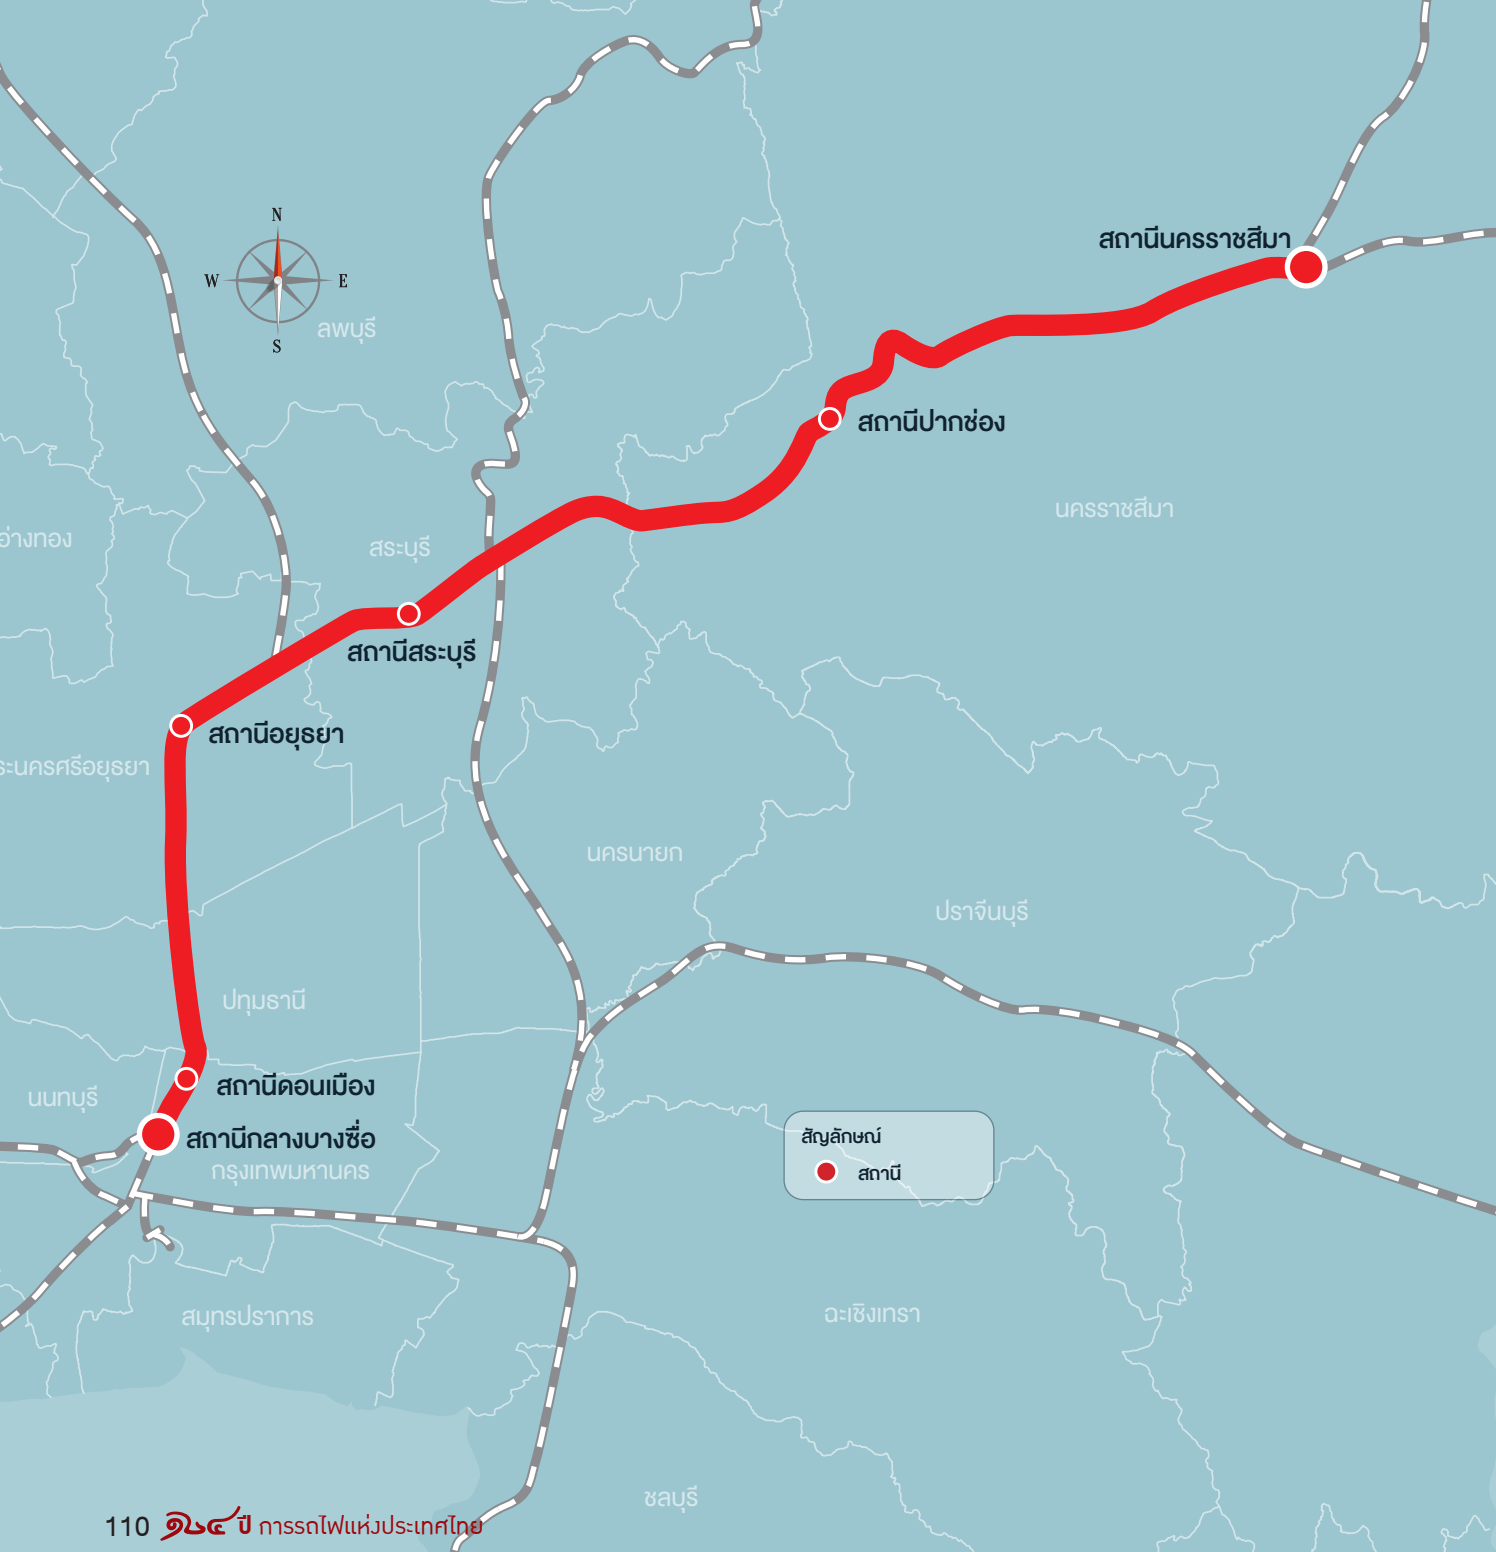 N
W
E
S
สถานีนครราชสีมา
ลพบุรี
สถานีปากช่อง
นครราชสีมา
อ่างทอง
สระบุรี
สถานีสระบุรี
สถานีอยุธยา
ระนครศรีอยุธยา
นครนายก
ปราจีนบุรี
ปทุมธานี
นนทบุรี
สถานีดอนเมือง
สถานีกลางบางซื่อ
กรุงเทพมหานคร
สัญลักษณ์
สถานี
สมุทรปราการ
ฉะเชิงเทรา
ชลบุรี
110 ๑๒๔ ปี การรถไฟแห่งประเทศไทย